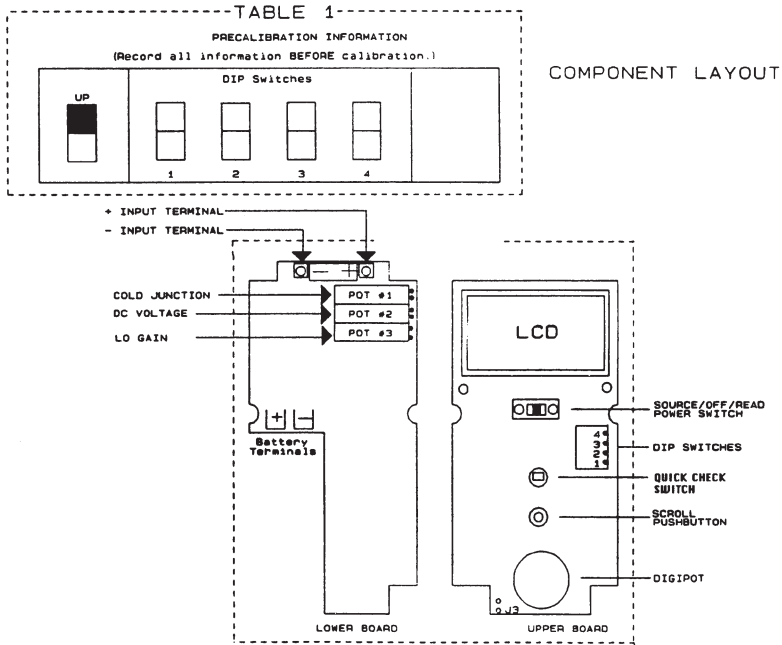 TABLE 1
PRECALIBRATION INFORMATION
(Record all information BEFORE calibration.)
COMPONENT LAYOUT
DIP Switches
UP
1 2 3 4
+ INPUT TERMINAL
- INPUT TERMINAL
- +
COLD JUNCTION
POT #1
DC VOLTAGE
POT #2
LO GAIN
POT #3
+ -
Battery
Terminals
LOWER BOARD
LCD
SOURCE/OFF/READ
POWER SWITCH
4
3
2
1
DIP SWITCHES
QUICK CHECK
SWITCH
SCROLL
PUSHBUTTON
DIGIPOT
J3
UPPER BOARD